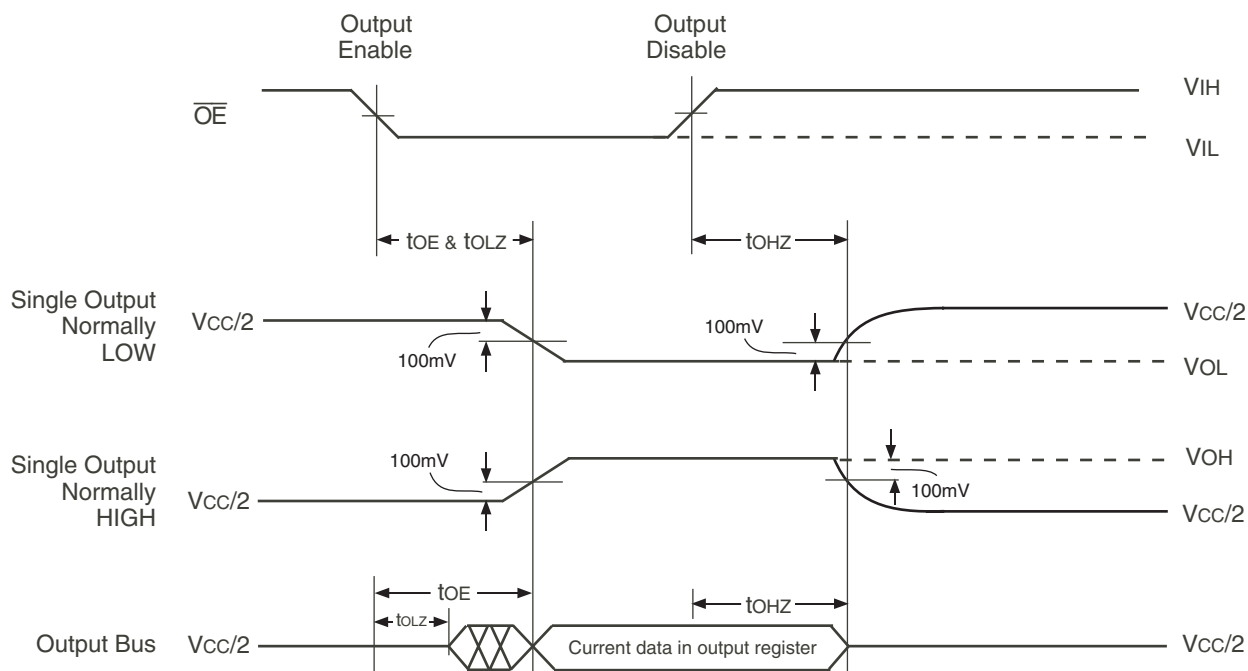 Output
Enable
Output
Disable
OE
VIH
VIL
tOE & tOLZ
tOHZ
Single Output
Normally
LOW
VCC/2
100mV
100mV
VCC/2
VOL
Single Output
Normally
HIGH
VCC/2
100mV
VOH
100mV
VCC/2
tOE
tOLZ
tOHZ
Output Bus
VCC/2
Current data in output register
VCC/2